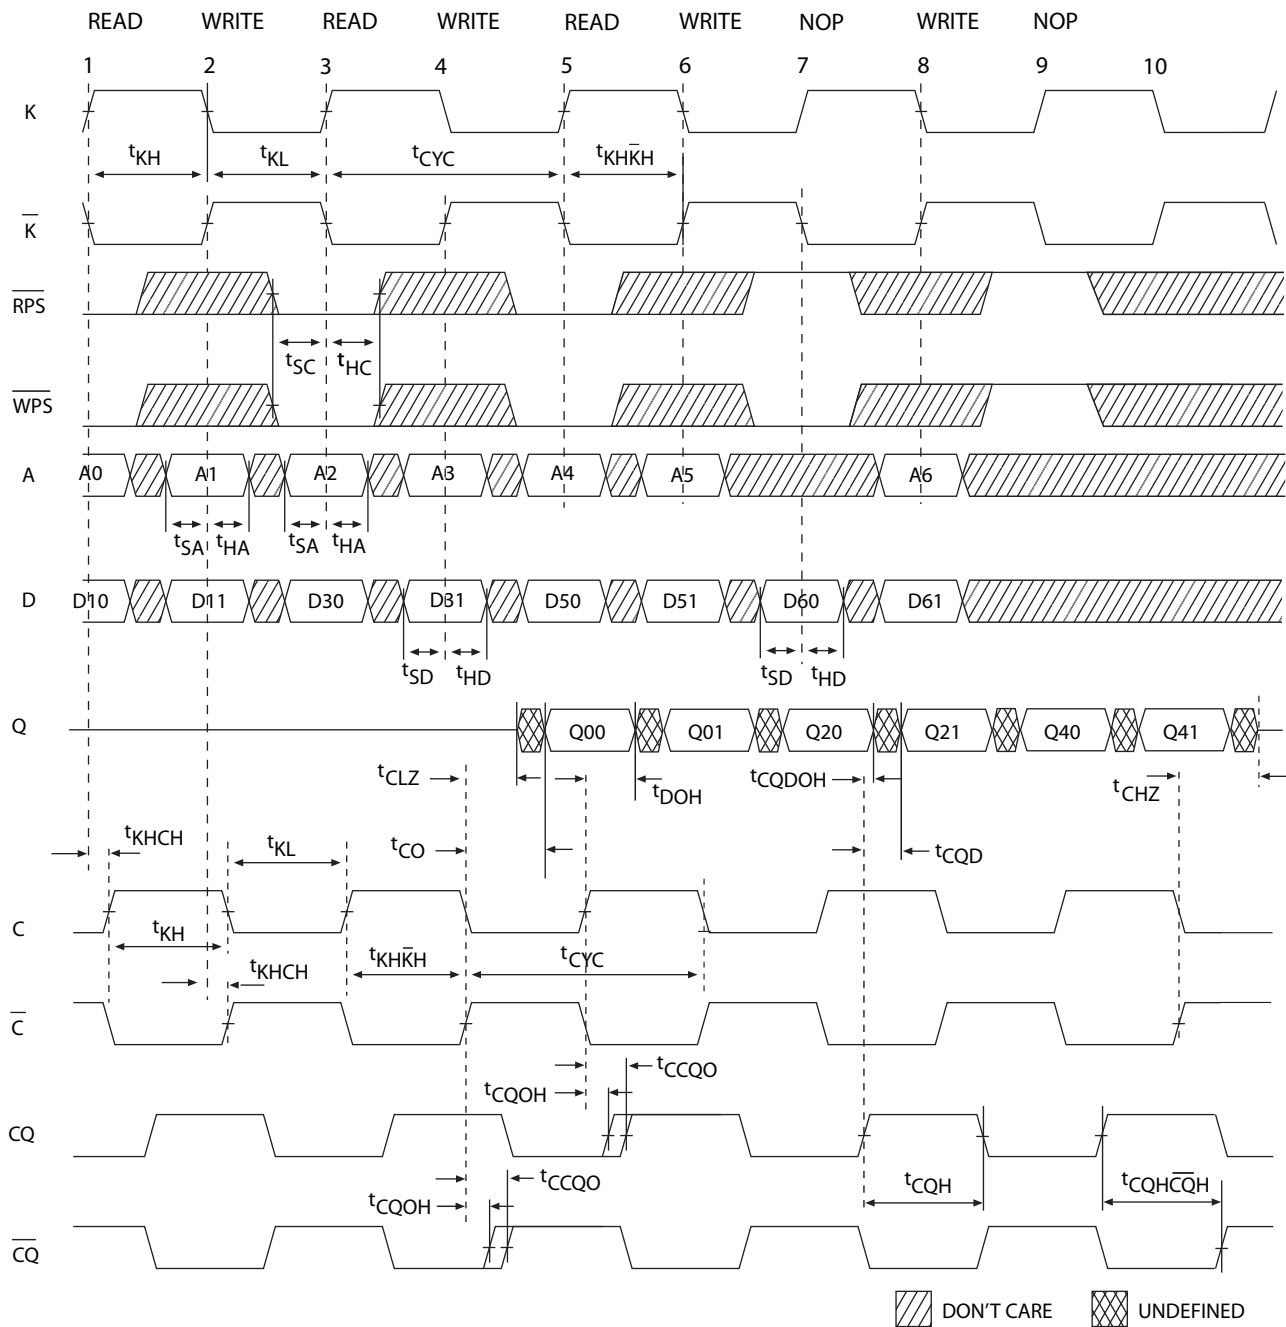 READ WRITE READ WRITE READ WRITE NOP WRITE NOP
1 2 3 4 5 6 7 8 9 10
K
tKH tKL tCYC tKHK̅H
K̅
R̅P̅S̅
tSC tHC
W̅P̅S̅
A A0 A1 A2 A3 A4 A5 A6
tSA tHA tSA tHA
D D10 D11 D30 D31 D50 D51 D60 D61
tSD tHD tSD tHD
Q Q00 Q01 Q20 Q21 Q40 Q41
tCLZ tDOH tCQDOH tCHZ
tKHCH tKL tCO tCQD
C
tKH tKHK̅H tCYC
tKHCH
C̅
tCCQO
tCQOH
CQ
tCCQO tCQH tCQHC̅Q̅H
tCQOH
C̅Q̅
DON'T CARE UNDEFINED